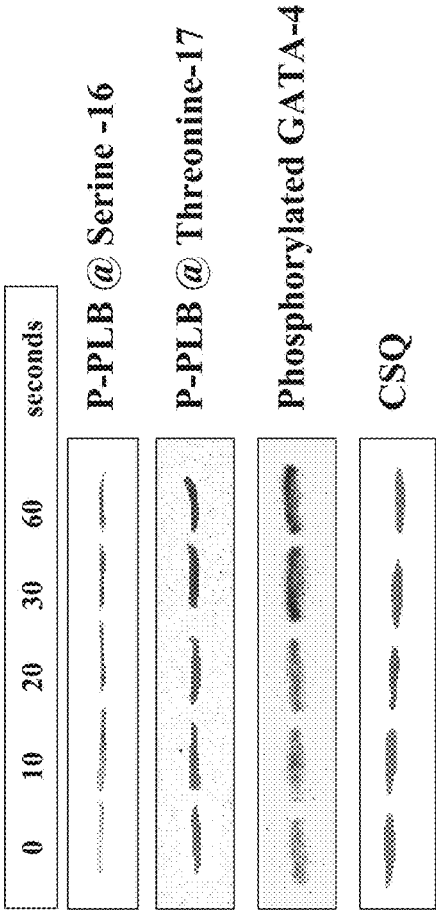 0 10 20 30 60 seconds
P-PLB @ Serine -16
P-PLB @ Threonine-17
Phosphorylated GATA-4
CSQ